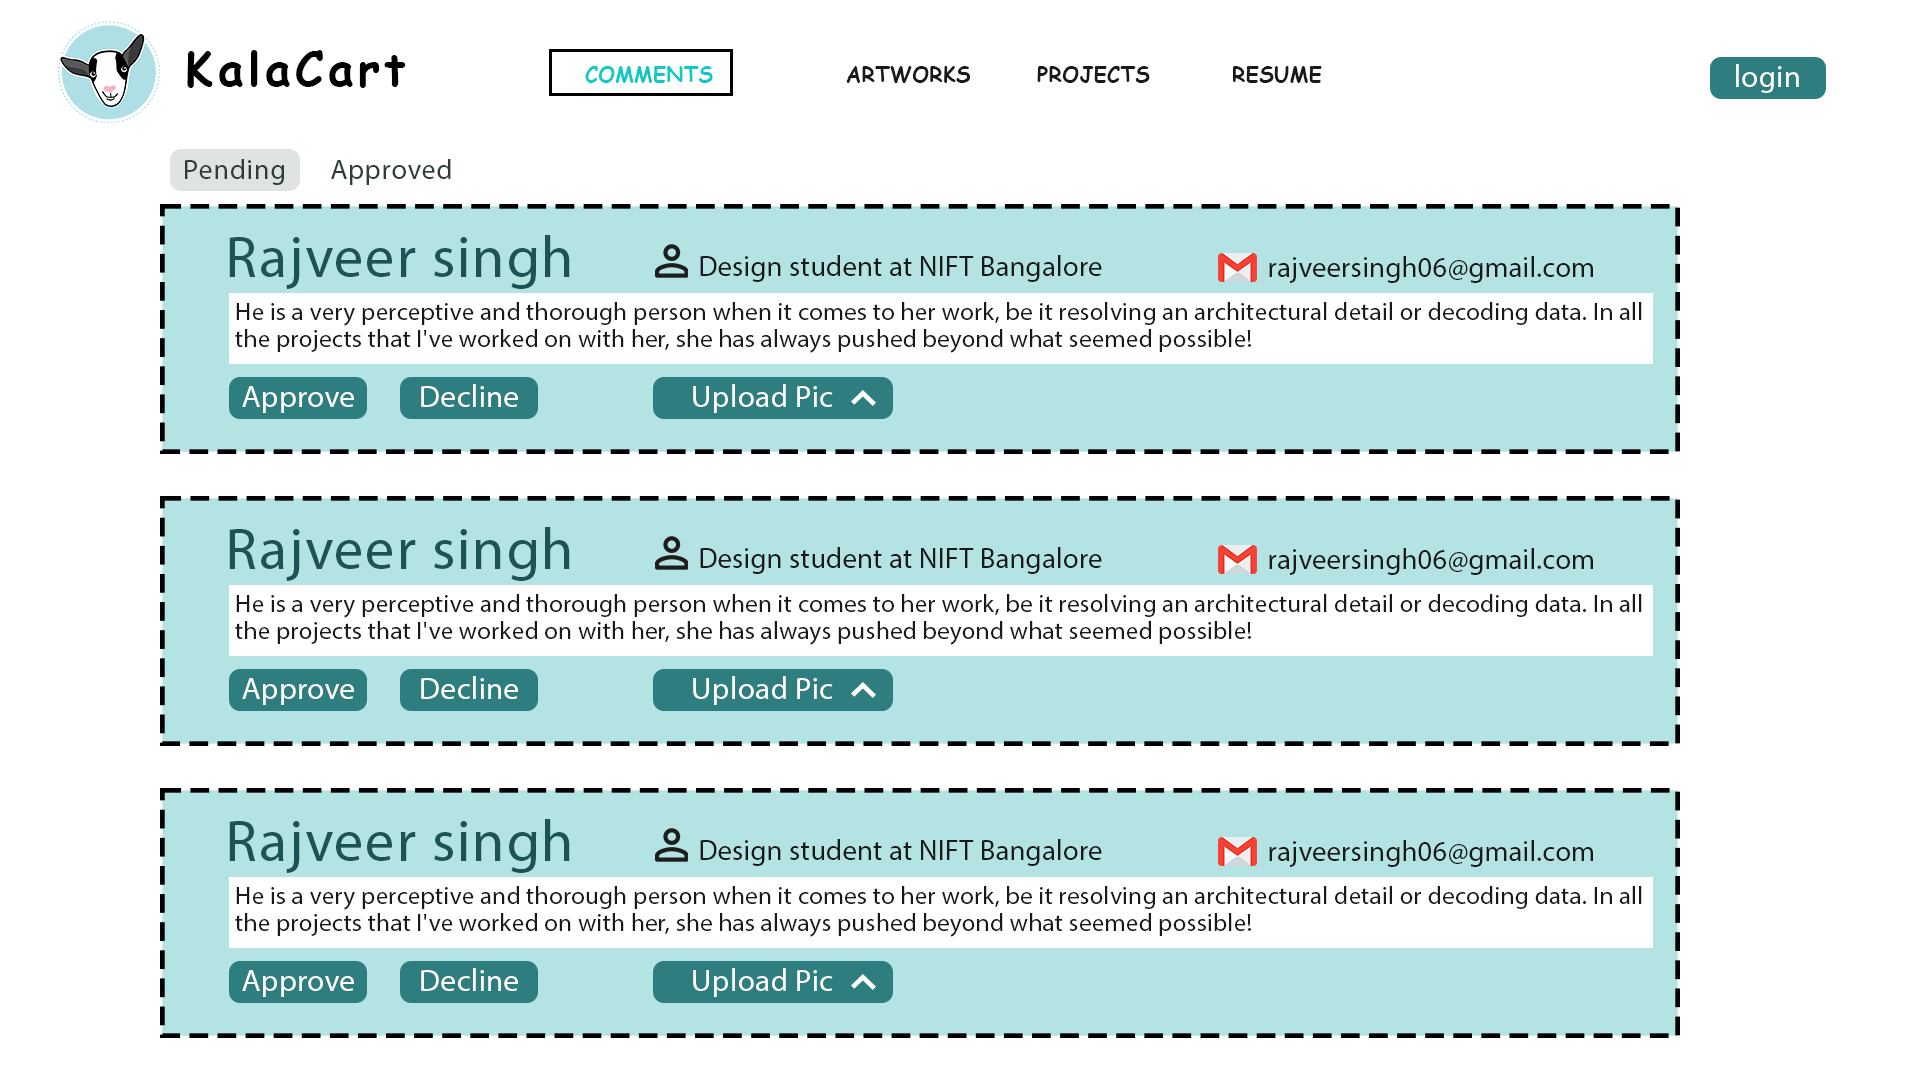 KalaCart
COMMENTS
ARTWORKS
PROJECTS
RESUME
login
Pending
Approved
Rajveer singh
Design student at NIFT Bangalore
rajveersingh06@gmail.com
He is a very perceptive and thorough person when it comes to her work, be it resolving an architectural detail or decoding data. In all
the projects that I've worked on with her, she has always pushed beyond what seemed possible!
Approve
Decline
Upload Pic
Rajveer singh
Design student at NIFT Bangalore
rajveersingh06@gmail.com
He is a very perceptive and thorough person when it comes to her work, be it resolving an architectural detail or decoding data. In all
the projects that I've worked on with her, she has always pushed beyond what seemed possible!
Approve
Decline
Upload Pic
Rajveer singh
Design student at NIFT Bangalore
rajveersingh06@gmail.com
He is a very perceptive and thorough person when it comes to her work, be it resolving an architectural detail or decoding data. In all
the projects that I've worked on with her, she has always pushed beyond what seemed possible!
Approve
Decline
Upload Pic